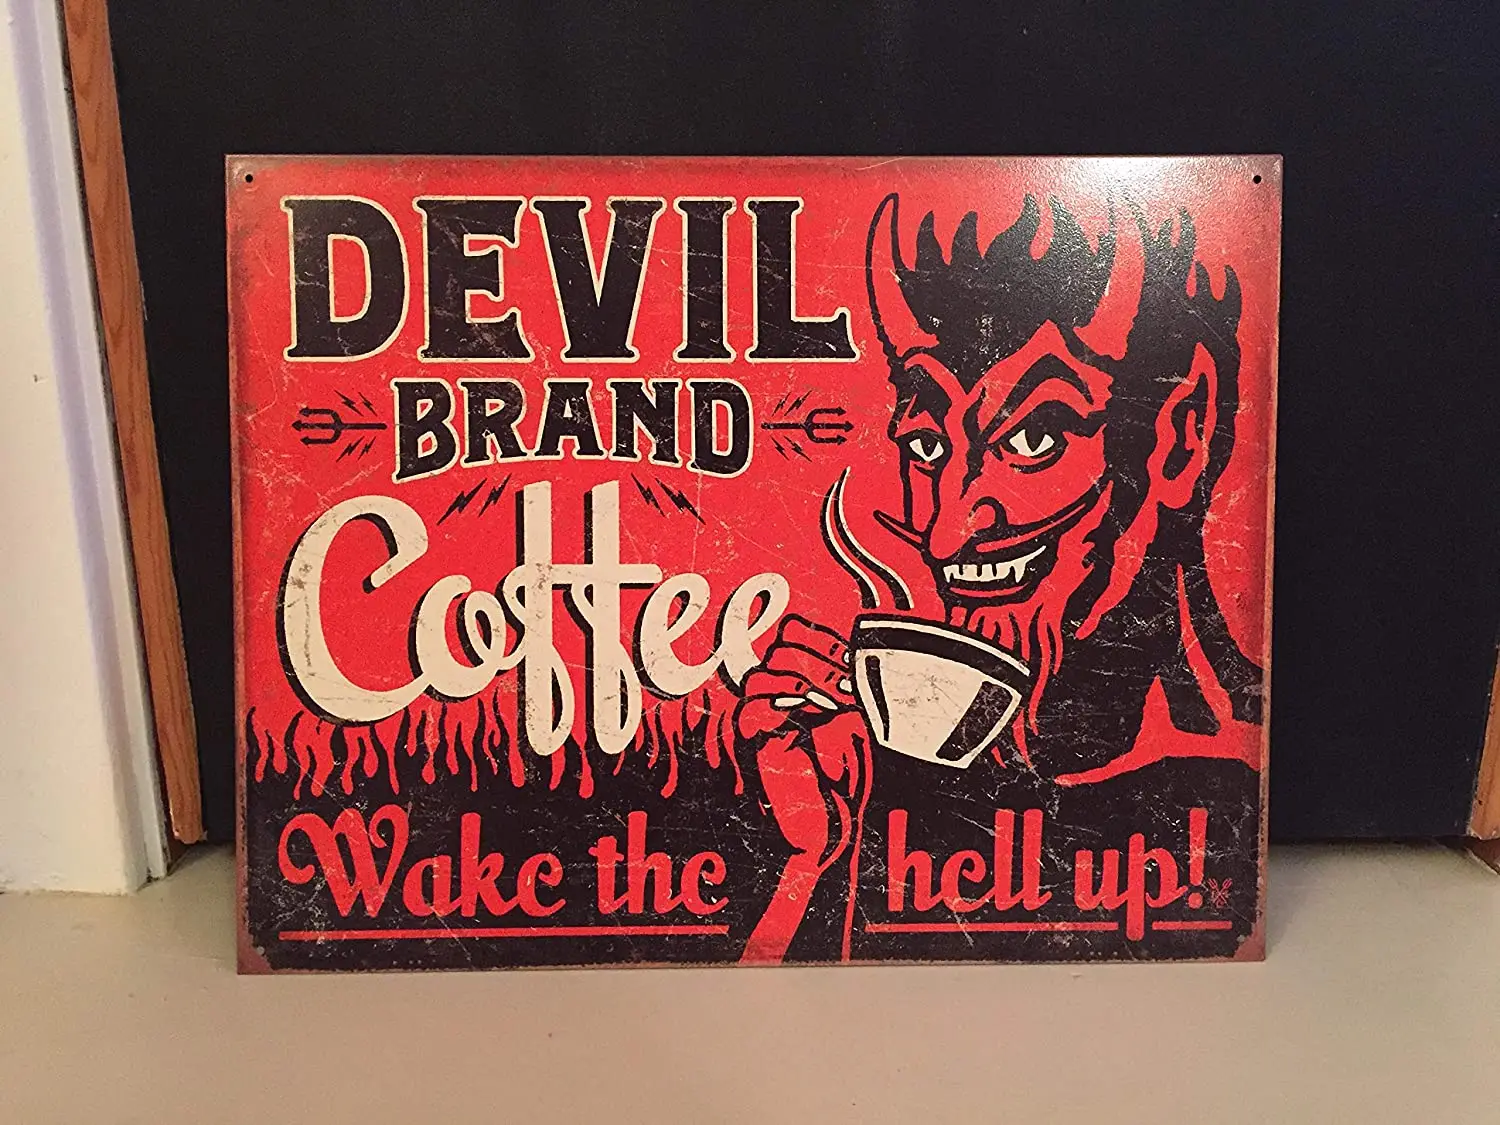 DEVIL
BRAND
Coffee
Wake the hell up!